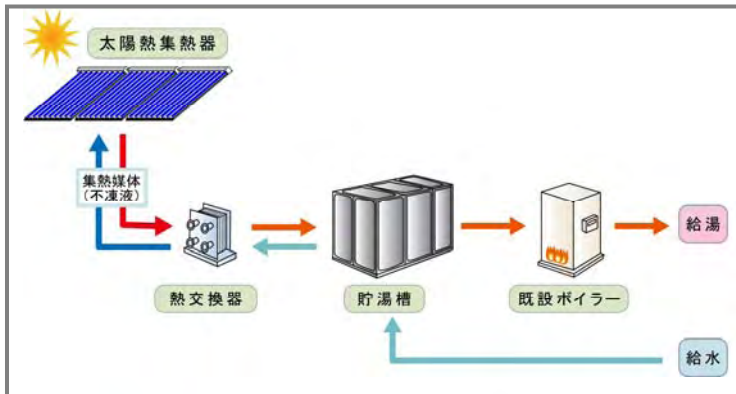 太陽熱集熱器
集熱媒体
(不凍液)
熱交換器
貯湯槽
既設ボイラー
給湯
給水